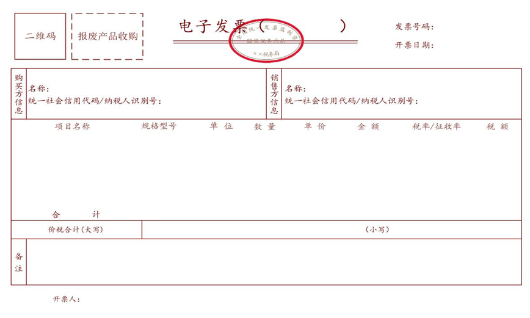 二维码
报废产品收购
电子发票（ ）
发票号码：
开票日期：
购买方信息
名称：
统一社会信用代码/纳税人识别号：
销售方信息
名称：
统一社会信用代码/纳税人识别号：
项目名称 规格型号 单 位 数 量 单 价 金 额 税率/征收率 税 额
合 计
价税合计(大写) (小写)
备注
开票人：